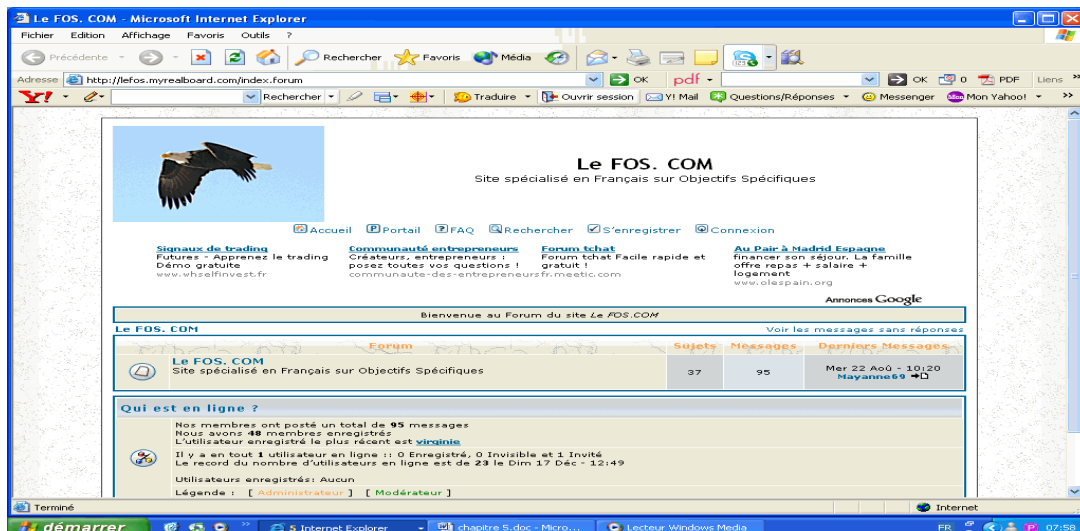 Le FOS. COM - Microsoft Internet Explorer
Fichier Edition Affichage Favoris Outils ?
Précédente Rechercher Favoris Média
Adresse http://lefos.myrealboard.com/index.forum OK pdf OK 0 PDF Liens »
Y! Rechercher Traduire Ouvrir session Y! Mail Questions/Réponses Messenger Mon Yahoo! »
Le FOS. COM
Site spécialisé en Français sur Objectifs Spécifiques
Accueil Portail FAQ Rechercher S'enregistrer Connexion
Signaux de trading Communauté entrepreneurs Forum tchat Au Pair à Madrid Espagne
Futures - Apprenez le trading Créateurs, entrepreneurs : Forum tchat Facile rapide et financer son séjour. La famille
Démo gratuite posez toutes vos questions ! gratuit ! offre repas + salaire +
www.whselfinvest.fr communaute-des-entrepreneurs fr.meetic.com logement
www.olespain.org
Annonces Google
Bienvenue au Forum du site Le FOS.COM
Le FOS. COM Voir les messages sans réponses
Forum Sujets Messages Derniers Messages
Le FOS. COM
Site spécialisé en Français sur Objectifs Spécifiques 37 95 Mer 22 Aoû - 10:20
Mayanne69
Qui est en ligne ?
Nos membres ont posté un total de 95 messages
Nous avons 48 membres enregistrés
L'utilisateur enregistré le plus récent est virginie
Il y a en tout 1 utilisateur en ligne :: 0 Enregistré, 0 Invisible et 1 Invité
Le record du nombre d'utilisateurs en ligne est de 23 le Dim 17 Déc - 12:49
Utilisateurs enregistrés: Aucun
Légende : [ Administrateur ] [ Modérateur ]
Terminé Internet
démarrer » 5 Internet Explorer chapitre 5.doc - Micro... Lecteur Windows Media FR 07:58